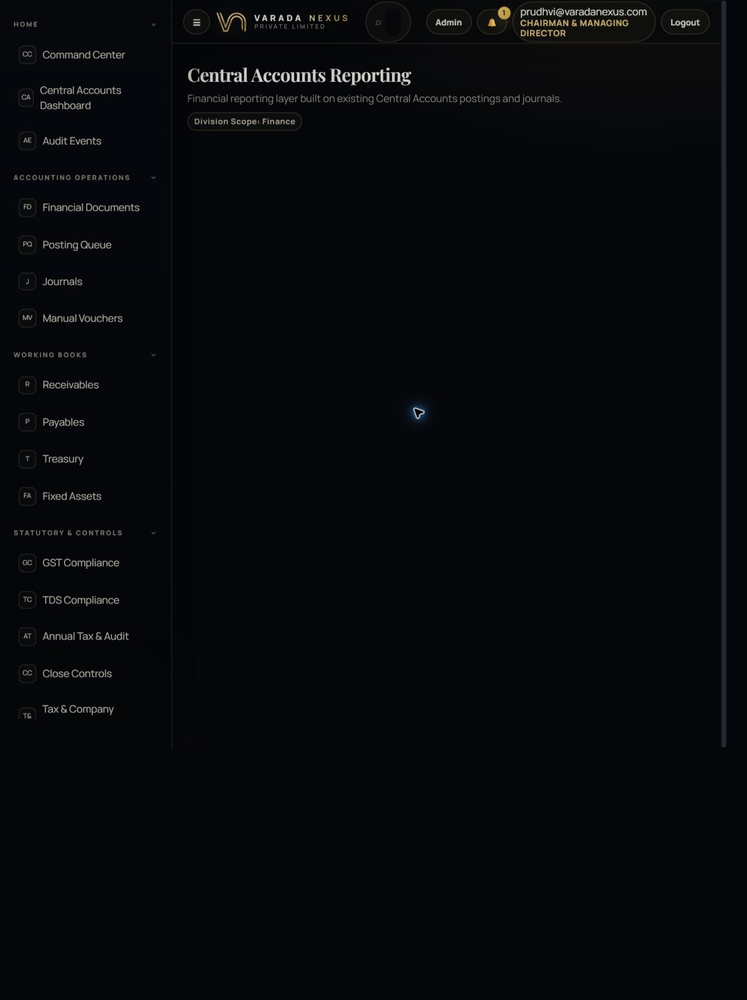 HOME
CC Command Center
CA Central Accounts
Dashboard
AE Audit Events
ACCOUNTING OPERATIONS
FD Financial Documents
PQ Posting Queue
J Journals
MV Manual Vouchers
WORKING BOOKS
R Receivables
P Payables
T Treasury
FA Fixed Assets
STATUTORY & CONTROLS
GC GST Compliance
TC TDS Compliance
AT Annual Tax & Audit
CC Close Controls
T& Tax & Company
VARADA NEXUS
PRIVATE LIMITED
Admin
1
prudhvi@varadanexus.com
CHAIRMAN & MANAGING
DIRECTOR
Logout
Central Accounts Reporting
Financial reporting layer built on existing Central Accounts postings and journals.
Division Scope: Finance